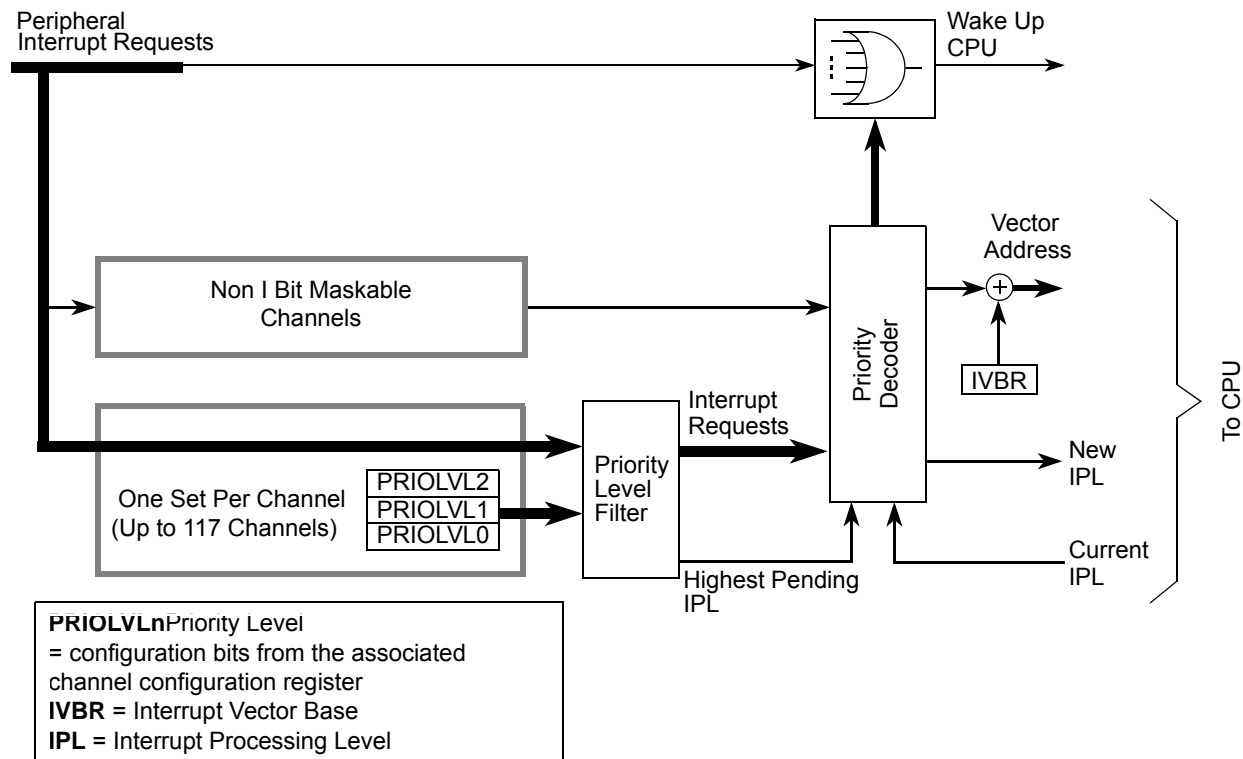 Peripheral
Interrupt Requests
Wake Up
CPU
Non I Bit Maskable
Channels
Priority
Decoder
Vector
Address
+
IVBR
To CPU
One Set Per Channel
(Up to 117 Channels)
PRIOLVL2
PRIOLVL1
PRIOLVL0
Priority
Level
Filter
Interrupt
Requests
Highest Pending
IPL
New
IPL
Current
IPL
PRIOLVLnPriority Level
= configuration bits from the associated
channel configuration register
IVBR = Interrupt Vector Base
IPL = Interrupt Processing Level